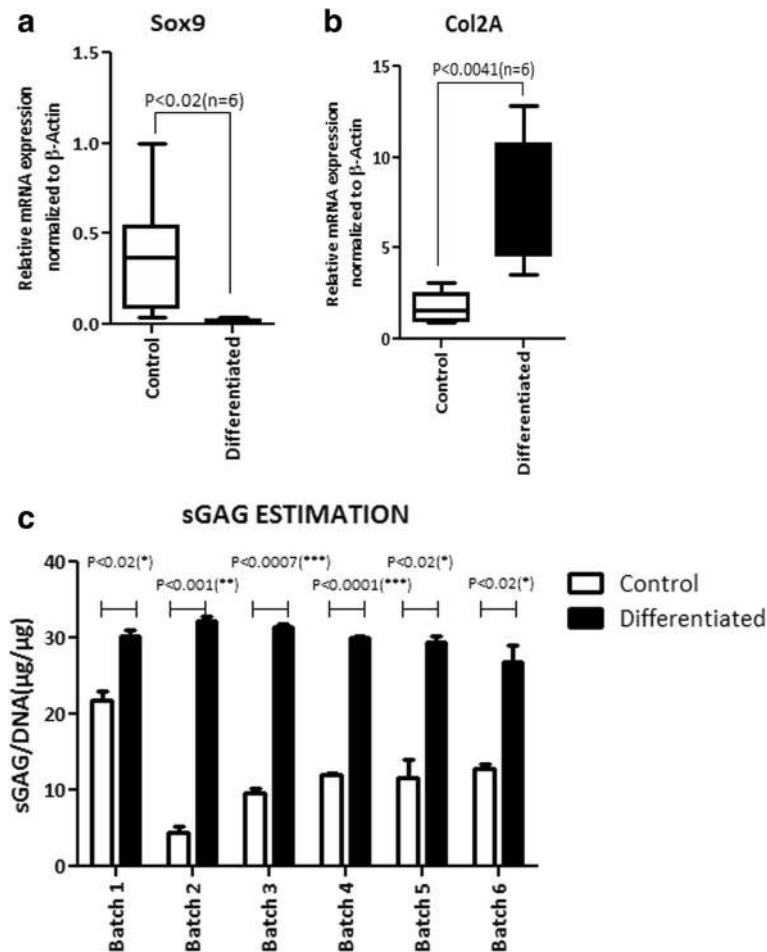 a
Sox9
Relative mRNA expression
normalized to β-Actin
1.5
1.0
0.5
0.0
P<0.02(n=6)
Control
Differentiated
b
Col2A
Relative mRNA expression
normalized to β-Actin
15
10
5
0
P<0.0041(n=6)
Control
Differentiated
c
sGAG ESTIMATION
sGAG/DNA(µg/µg)
40
30
20
10
0
P<0.02(*)
P<0.001(**)
P<0.0007(***)
P<0.0001(***)
P<0.02(*)
P<0.02(*)
Control
Differentiated
Batch 1
Batch 2
Batch 3
Batch 4
Batch 5
Batch 6